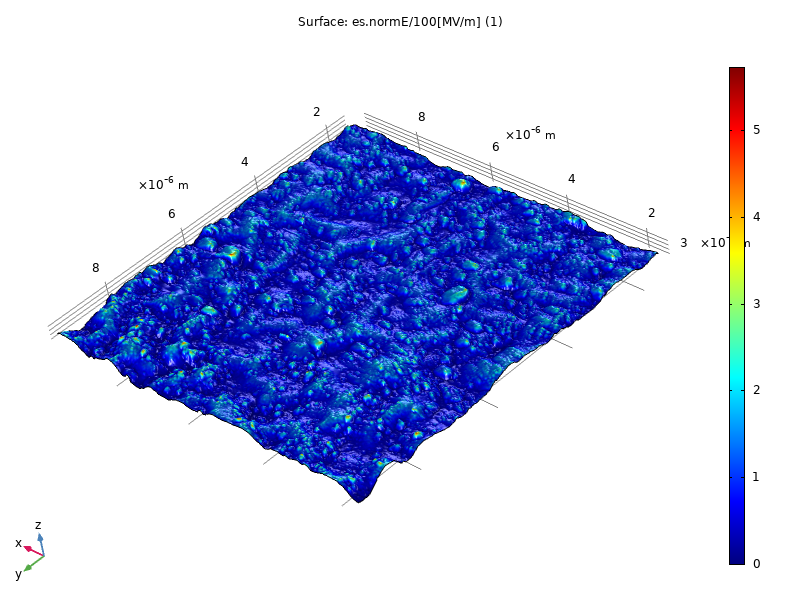 Surface: es.normE/100[MV/m] (1)
2
8
×10⁻⁶ m
6
4
×10⁻⁶ m
4
6
2
8
3
5
4
3
2
1
0
z
x
y